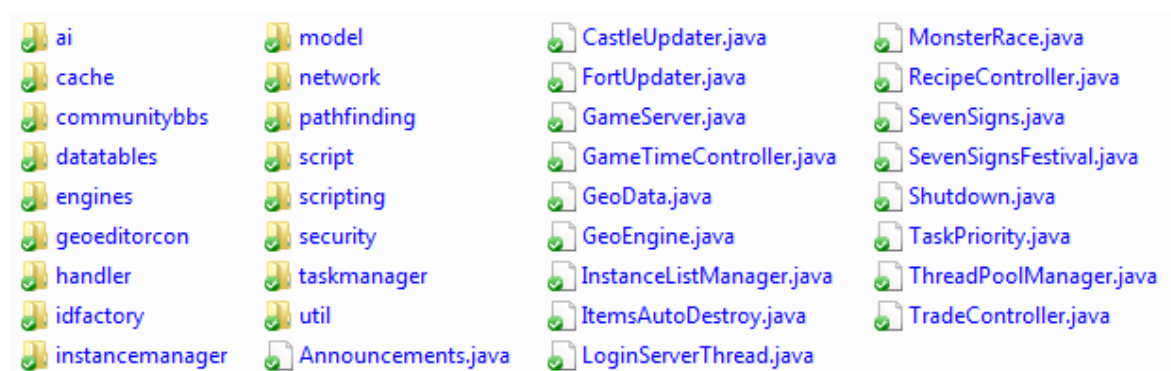 ai
cache
communitybbs
datatables
engines
geoeditorcon
handler
idfactory
instancemanager
model
network
pathfinding
script
scripting
security
taskmanager
util
Announcements.java
CastleUpdater.java
FortUpdater.java
GameServer.java
GameTimeController.java
GeoData.java
GeoEngine.java
InstanceListManager.java
ItemsAutoDestroy.java
LoginServerThread.java
MonsterRace.java
RecipeController.java
SevenSigns.java
SevenSignsFestival.java
Shutdown.java
TaskPriority.java
ThreadPoolManager.java
TradeController.java